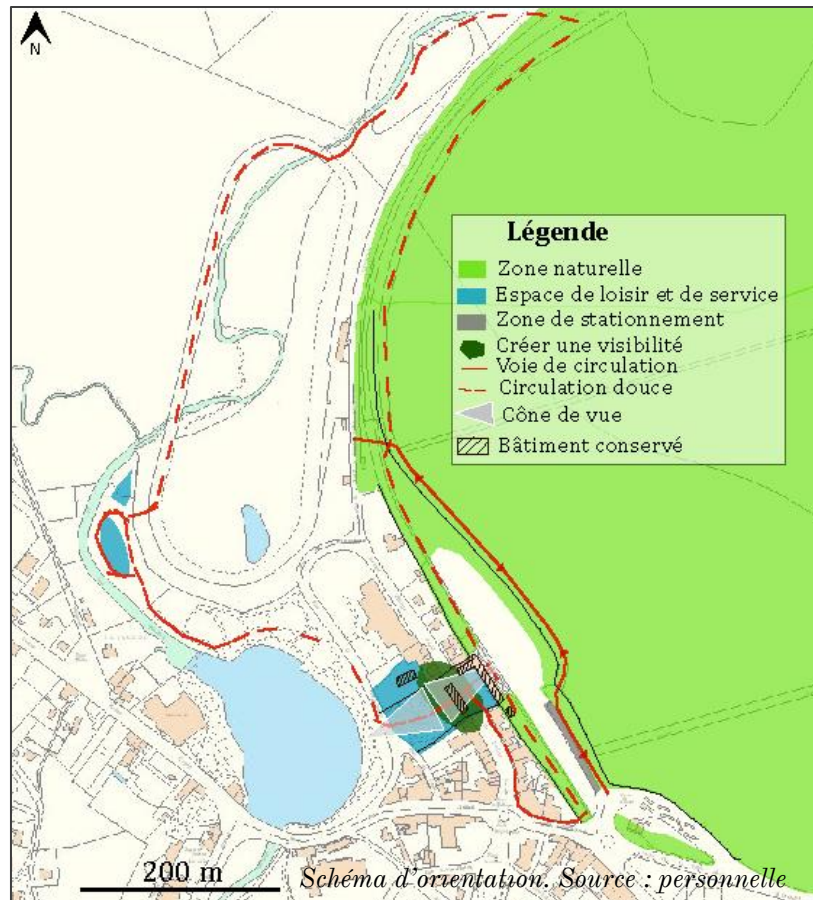 N
Légende
Zone naturelle
Espace de loisir et de service
Zone de stationnement
Créer une visibilité
Voie de circulation
Circulation douce
Cône de vue
Bâtiment conservé
200 m
Schéma d'orientation. Source : personnelle